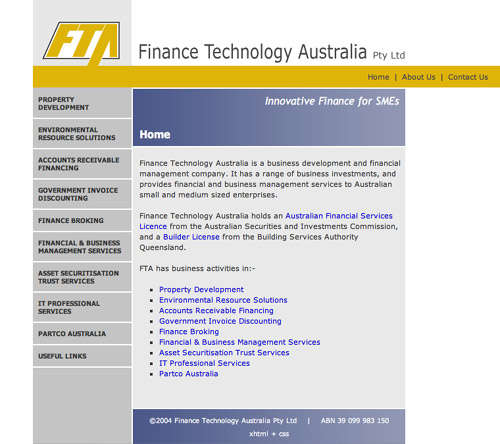 FTA
Finance Technology Australia Pty Ltd
Home | About Us | Contact Us
PROPERTY
DEVELOPMENT
ENVIRONMENTAL
RESOURCE SOLUTIONS
ACCOUNTS RECEIVABLE
FINANCING
GOVERNMENT INVOICE
DISCOUNTING
FINANCE BROKING
FINANCIAL & BUSINESS
MANAGEMENT SERVICES
ASSET SECURITISATION
TRUST SERVICES
IT PROFESSIONAL
SERVICES
PARTCO AUSTRALIA
USEFUL LINKS
Innovative Finance for SMEs
Home
Finance Technology Australia is a business development and financial
management company. It has a range of business investments, and
provides financial and business management services to Australian
small and medium sized enterprises.
Finance Technology Australia holds an Australian Financial Services
Licence from the Australian Securities and Investments Commission,
and a Builder License from the Building Services Authority
Queensland.
FTA has business activities in:-
Property Development
Environmental Resource Solutions
Accounts Receivable Financing
Government Invoice Discounting
Finance Broking
Financial & Business Management Services
Asset Securitisation Trust Services
IT Professional Services
Partco Australia
©2004 Finance Technology Australia Pty Ltd | ABN 39 099 983 150
xhtml + css